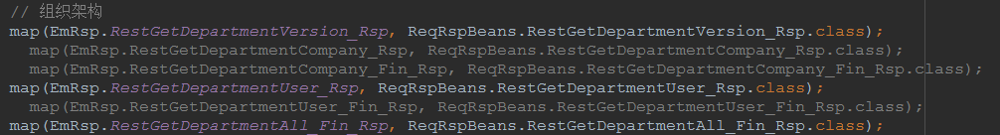 // 组织架构
map(EmRsp.RestGetDepartmentVersion_Rsp, ReqRspBeans.RestGetDepartmentVersion_Rsp.class);
map(EmRsp.RestGetDepartmentCompany_Rsp, ReqRspBeans.RestGetDepartmentCompany_Rsp.class);
map(EmRsp.RestGetDepartmentCompany_Fin_Rsp, ReqRspBeans.RestGetDepartmentCompany_Fin_Rsp.class);
map(EmRsp.RestGetDepartmentUser_Rsp, ReqRspBeans.RestGetDepartmentUser_Rsp.class);
map(EmRsp.RestGetDepartmentUser_Fin_Rsp, ReqRspBeans.RestGetDepartmentUser_Fin_Rsp.class);
map(EmRsp.RestGetDepartmentAll_Fin_Rsp, ReqRspBeans.RestGetDepartmentAll_Fin_Rsp.class);